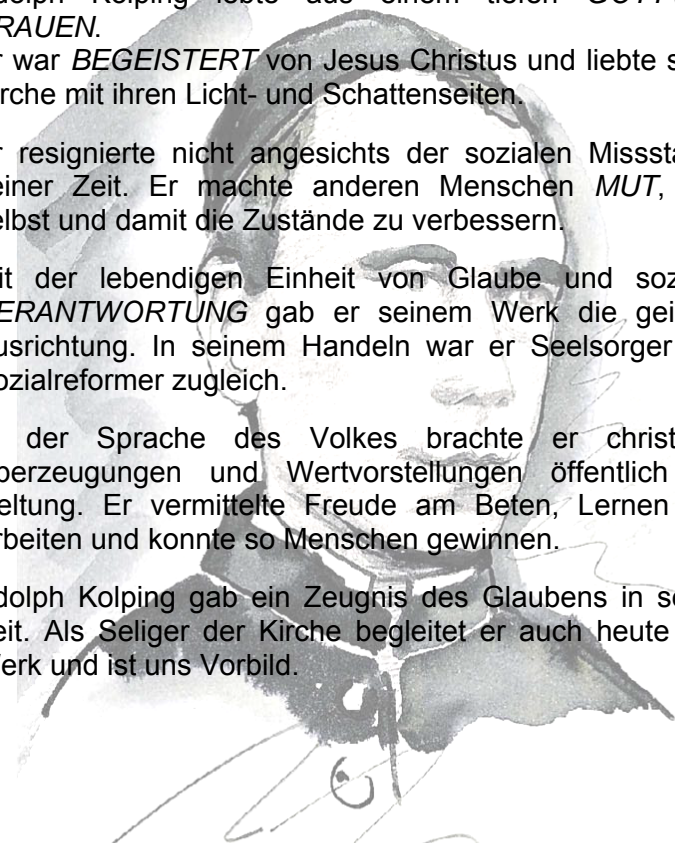 dolph Kolping lebte aus einem tiefen GOTT
RAUEN.
r war BEGEISTERT von Jesus Christus und liebte s
irche mit ihren Licht- und Schattenseiten.
r resignierte nicht angesichts der sozialen Misssta
einer Zeit. Er machte anderen Menschen MUT,
elbst und damit die Zustände zu verbessern.
it der lebendigen Einheit von Glaube und soz
ERANTWORTUNG gab er seinem Werk die gei
usrichtung. In seinem Handeln war er Seelsorger
ozialreformer zugleich.
der Sprache des Volkes brachte er christ
berzeugungen und Wertvorstellungen öffentlich
eltung. Er vermittelte Freude am Beten, Lernen
rbeiten und konnte so Menschen gewinnen.
dolph Kolping gab ein Zeugnis des Glaubens in se
eit. Als Seliger der Kirche begleitet er auch heute
erk und ist uns Vorbild.